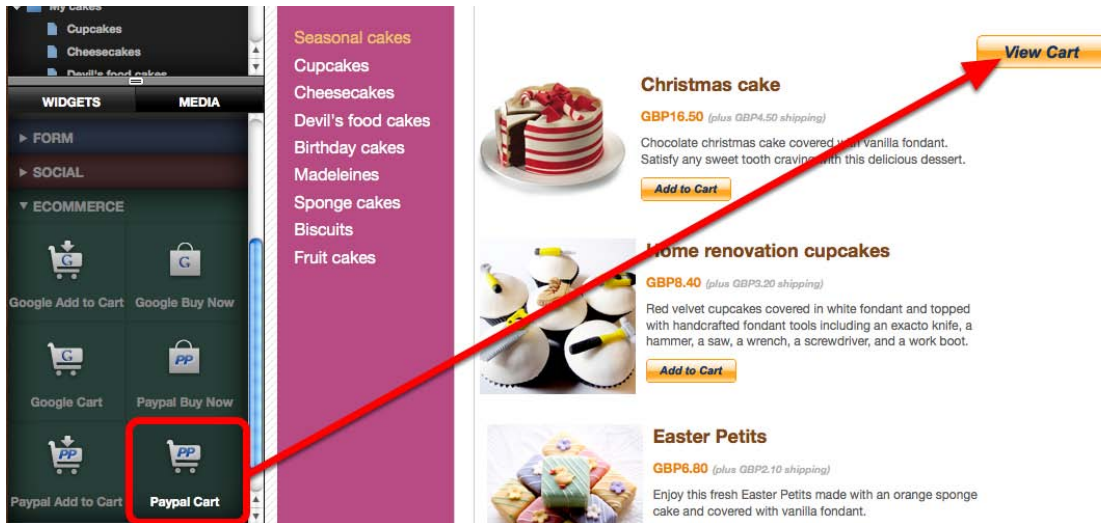 My cakes
Cupcakes
Cheesecakes
Devil's food cakes
WIDGETS
MEDIA
FORM
SOCIAL
ECOMMERCE
G
G
Google Add to Cart
Google Buy Now
G
PP
Google Cart
Paypal Buy Now
PP
PP
Paypal Add to Cart
Paypal Cart
Seasonal cakes
Cupcakes
Cheesecakes
Devil's food cakes
Birthday cakes
Madeleines
Sponge cakes
Biscuits
Fruit cakes
View Cart
Christmas cake
GBP16.50 (plus GBP4.50 shipping)
Chocolate christmas cake covered with vanilla fondant.
Satisfy any sweet tooth craving with this delicious dessert.
Add to Cart
Home renovation cupcakes
GBP8.40 (plus GBP3.20 shipping)
Red velvet cupcakes covered in white fondant and topped
with handcrafted fondant tools including an exacto knife, a
hammer, a saw, a wrench, a screwdriver, and a work boot.
Add to Cart
Easter Petits
GBP6.80 (plus GBP2.10 shipping)
Enjoy this fresh Easter Petits made with an orange sponge
cake and covered with vanilla fondant.